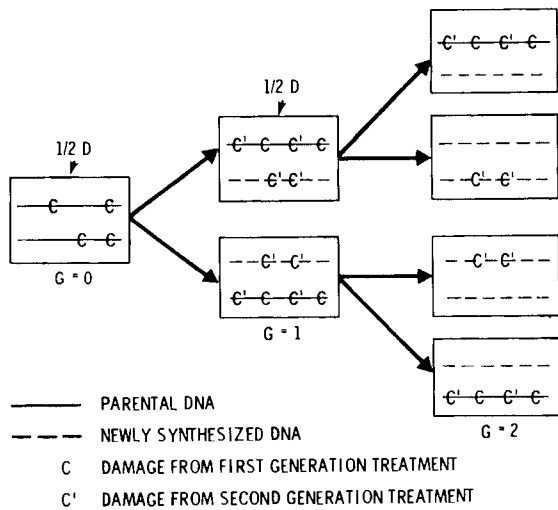 C' C C' C
1/2 D
1/2 D
C' C C' C
C' C'
C' C'
C C
C C
G = 0
C' C'
C' C C' C
G = 1
C' C'
C' C C' C
G = 2
PARENTAL DNA
NEWLY SYNTHESIZED DNA
C DAMAGE FROM FIRST GENERATION TREATMENT
C' DAMAGE FROM SECOND GENERATION TREATMENT